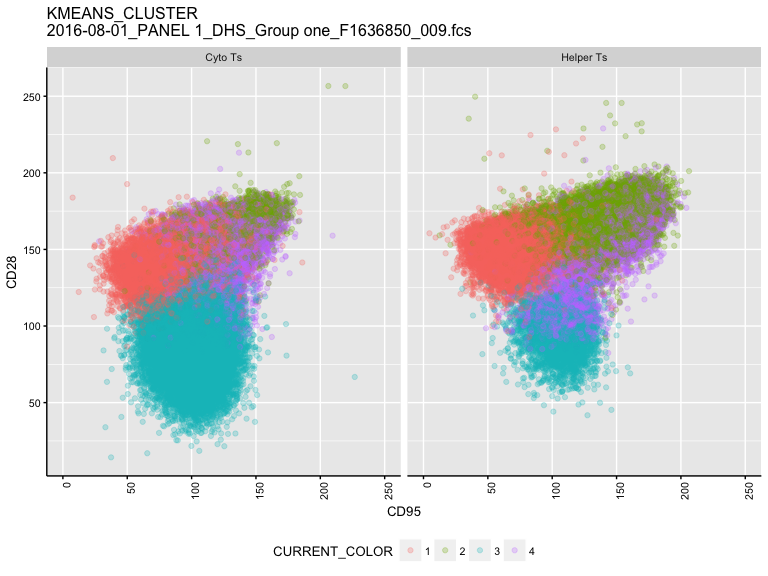 KMEANS_CLUSTER
2016-08-01_PANEL 1_DHS_Group one_F1636850_009.fcs
Cyto Ts
Helper Ts
CD28
250
200
150
100
50
0
50
100
150
200
250
0
50
100
150
200
250
CD95
CURRENT_COLOR 1 2 3 4